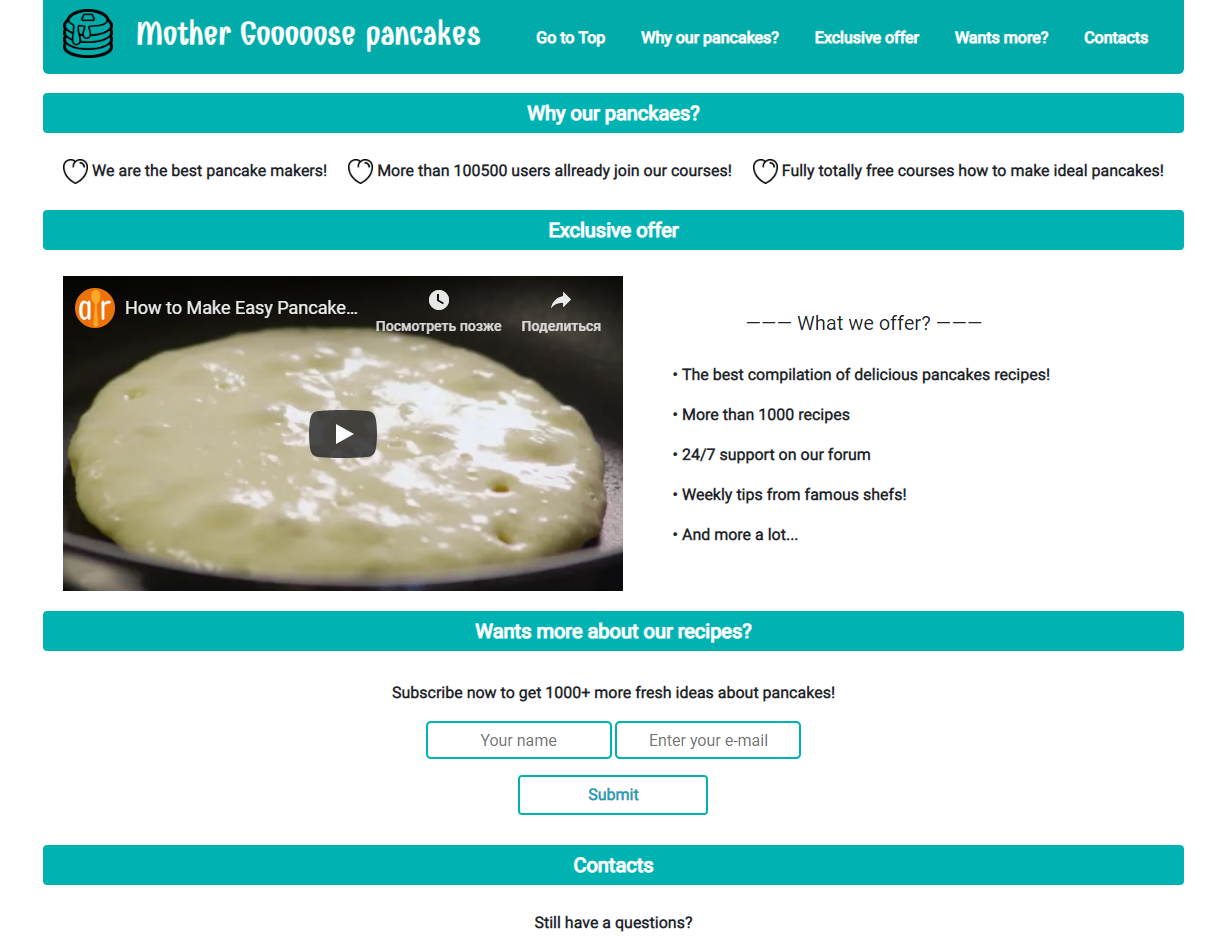 Mother Gooooose pancakes
Go to Top Why our pancakes? Exclusive offer Wants more? Contacts
Why our panckaes?
We are the best pancake makers! More than 100500 users allready join our courses! Fully totally free courses how to make ideal pancakes!
Exclusive offer
ar How to Make Easy Pancake...
Посмотреть позже Поделиться
——— What we offer? ———
• The best compilation of delicious pancakes recipes!
• More than 1000 recipes
• 24/7 support on our forum
• Weekly tips from famous shefs!
• And more a lot...
Wants more about our recipes?
Subscribe now to get 1000+ more fresh ideas about pancakes!
Your name Enter your e-mail
Submit
Contacts
Still have a questions?